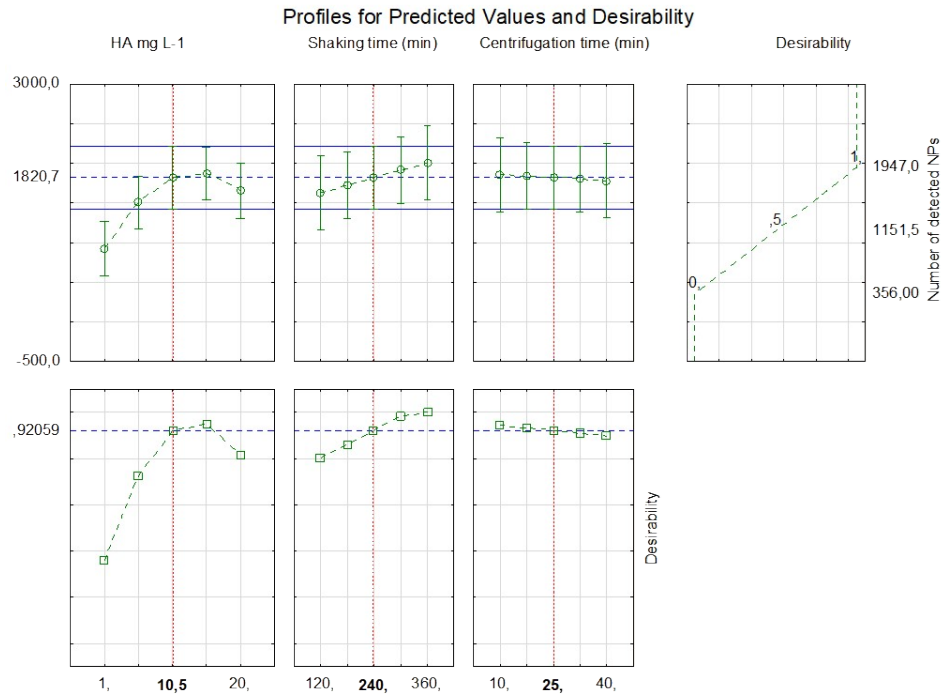 Profiles for Predicted Values and Desirability
HA mg L-1
Shaking time (min)
Centrifugation time (min)
Desirability
3000,0
1820,7
-500,0
1,
,5
0,
1947,0
1151,5
356,00
Number of detected NPs
,92059
Desirability
1, 10,5 20, 120, 240, 360, 10, 25, 40,